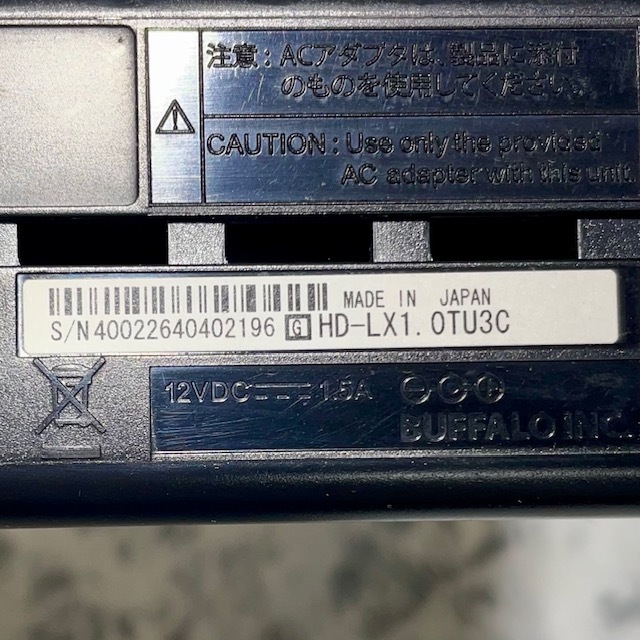 注意：ACアダプタは、製品に添付
のものを使用してください。
CAUTION : Use only the provided
AC adapter with this unit.
MADE IN JAPAN
S/N 40022640402196 G HD-LX1.0TU3C
12VDC 1.5A
BUFFALO INC.